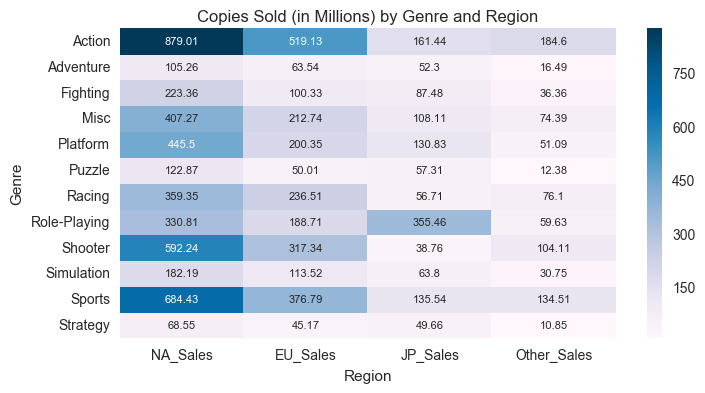 Copies Sold (in Millions) by Genre and Region
Genre
Action 879.01 519.13 161.44 184.6
Adventure 105.26 63.54 52.3 16.49
Fighting 223.36 100.33 87.48 36.36
Misc 407.27 212.74 108.11 74.39
Platform 445.5 200.35 130.83 51.09
Puzzle 122.87 50.01 57.31 12.38
Racing 359.35 236.51 56.71 76.1
Role-Playing 330.81 188.71 355.46 59.63
Shooter 592.24 317.34 38.76 104.11
Simulation 182.19 113.52 63.8 30.75
Sports 684.43 376.79 135.54 134.51
Strategy 68.55 45.17 49.66 10.85
NA_Sales EU_Sales JP_Sales Other_Sales
Region
750
600
450
300
150